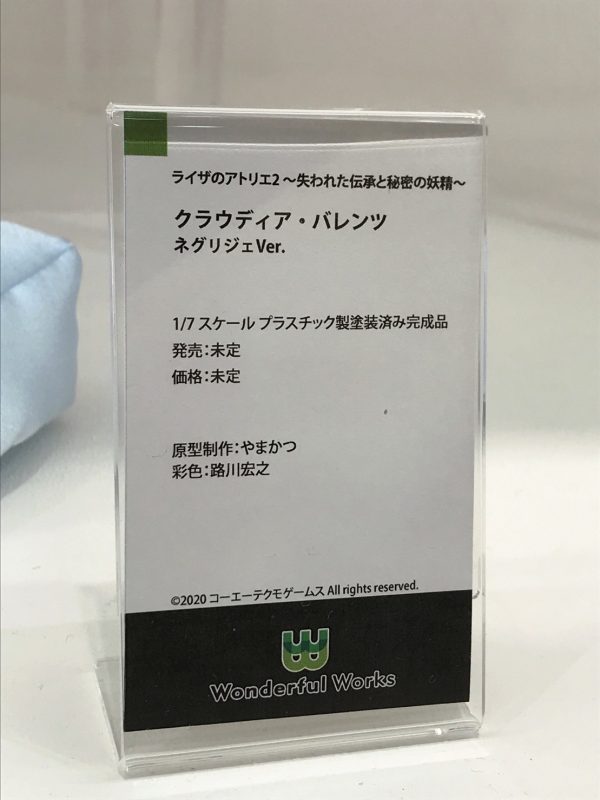 ライザのアトリエ2 ～失われた伝承と秘密の妖精～
クラウディア・バレンツ
ネグリジェVer.
1/7 スケール プラスチック製塗装済み完成品
発売：未定
価格：未定
原型制作：やまかつ
彩色：路川宏之
©2020 コーエーテクモゲームス All rights reserved.
Wonderful Works